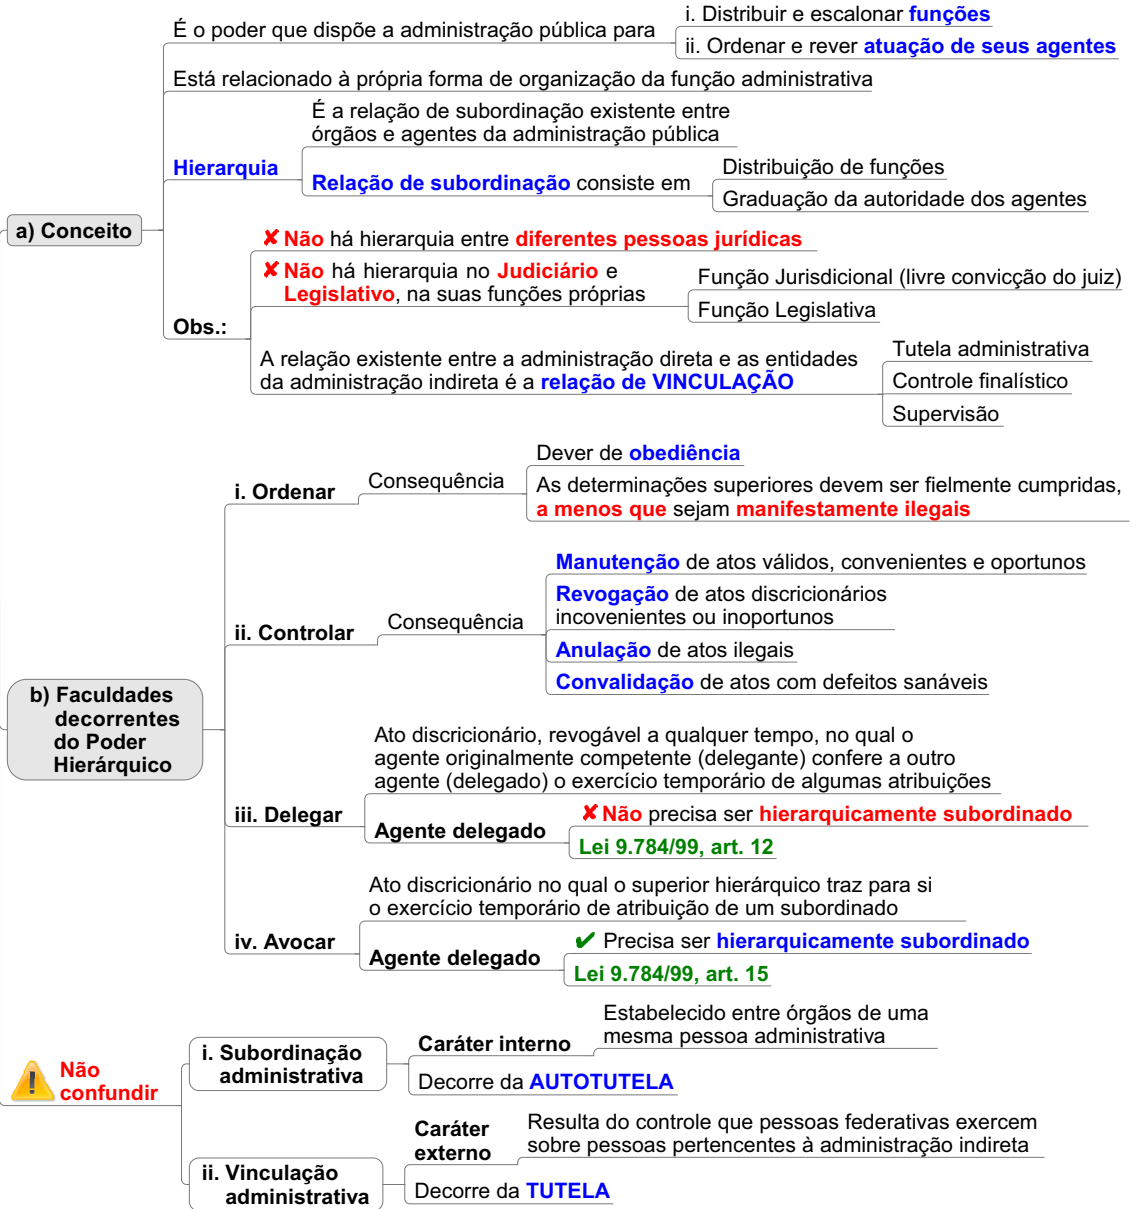 É o poder que dispõe a administração pública para
i. Distribuir e escalonar funções
ii. Ordenar e rever atuação de seus agentes
Está relacionado à própria forma de organização da função administrativa
Hierarquia
É a relação de subordinação existente entre
órgãos e agentes da administração pública
Relação de subordinação consiste em
Distribuição de funções
Graduação da autoridade dos agentes
a) Conceito
Obs.:
✘ Não há hierarquia entre diferentes pessoas jurídicas
✘ Não há hierarquia no Judiciário e
Legislativo, na suas funções próprias
Função Jurisdicional (livre convicção do juiz)
Função Legislativa
A relação existente entre a administração direta e as entidades
da administração indireta é a relação de VINCULAÇÃO
Tutela administrativa
Controle finalístico
Supervisão
b) Faculdades
decorrentes
do Poder
Hierárquico
i. Ordenar
Consequência
Dever de obediência
As determinações superiores devem ser fielmente cumpridas,
a menos que sejam manifestamente ilegais
ii. Controlar
Consequência
Manutenção de atos válidos, convenientes e oportunos
Revogação de atos discricionários
incovenientes ou inoportunos
Anulação de atos ilegais
Convalidação de atos com defeitos sanáveis
iii. Delegar
Ato discricionário, revogável a qualquer tempo, no qual o
agente originalmente competente (delegante) confere a outro
agente (delegado) o exercício temporário de algumas atribuições
Agente delegado
✘ Não precisa ser hierarquicamente subordinado
Lei 9.784/99, art. 12
iv. Avocar
Ato discricionário no qual o superior hierárquico traz para si
o exercício temporário de atribuição de um subordinado
Agente delegado
✔ Precisa ser hierarquicamente subordinado
Lei 9.784/99, art. 15
Não
confundir
i. Subordinação
administrativa
Caráter interno
Estabelecido entre órgãos de uma
mesma pessoa administrativa
Decorre da AUTOTUTELA
ii. Vinculação
administrativa
Caráter
externo
Resulta do controle que pessoas federativas exercem
sobre pessoas pertencentes à administração indireta
Decorre da TUTELA